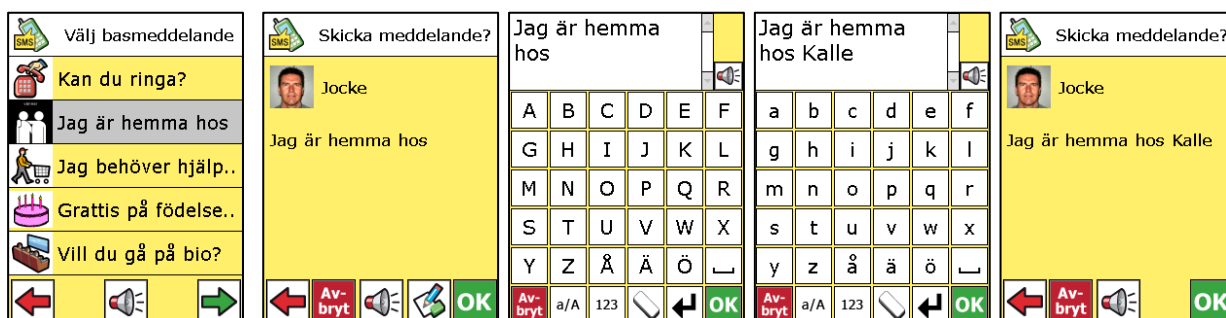 SMS Välj basmeddelande
Kan du ringa?
Jag är hemma hos
Jag behöver hjälp..
Grattis på födelse..
Vill du gå på bio?
SMS Skicka meddelande?
Jocke
Jag är hemma hos
Av-
bryt
OK
Jag är hemma
hos
A B C D E F
G H I J K L
M N O P Q R
S T U V W X
Y Z Å Ä Ö
Av-
bryt a/A 123 OK
Jag är hemma
hos Kalle
a b c d e f
g h i j k l
m n o p q r
s t u v w x
y z å ä ö
Av-
bryt a/A 123 OK
SMS Skicka meddelande?
Jocke
Jag är hemma hos Kalle
Av-
bryt
OK